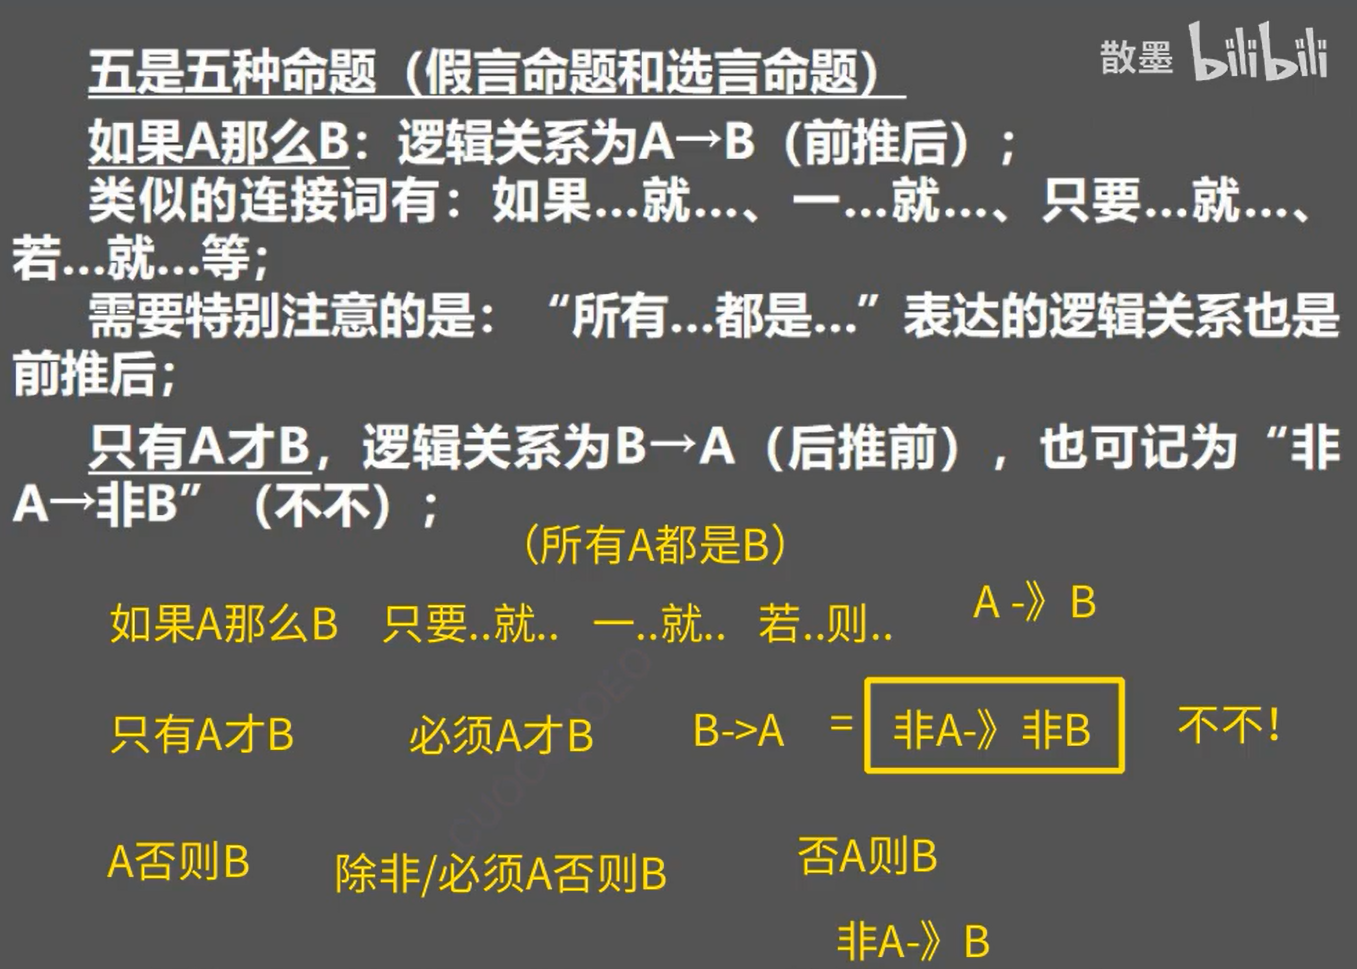 散墨 bilibili
五是五种命题（假言命题和选言命题）
如果A那么B：逻辑关系为A→B（前推后）；
类似的连接词有：如果...就...、一...就...、只要...就...、
若...就...等；
需要特别注意的是：“所有...都是...”表达的逻辑关系也是
前推后；
只有A才B，逻辑关系为B→A（后推前），也可记为“非
A→非B”（不不）；
（所有A都是B）
如果A那么B 只要..就.. 一..就.. 若..则.. A -》B
只有A才B 必须A才B B->A = 非A-》非B 不不！
A否则B 除非/必须A否则B 否A则B
非A-》B